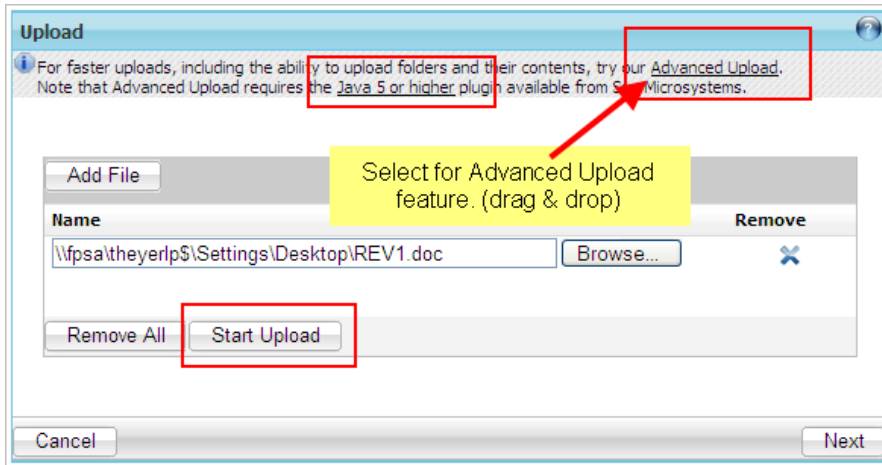 Upload
For faster uploads, including the ability to upload folders and their contents, try our Advanced Upload.
Note that Advanced Upload requires the Java 5 or higher plugin available from Microsystems.
Add File
Select for Advanced Upload
feature. (drag & drop)
Name
Remove
\\fpsa\theyerlp$\Settings\Desktop\REV1.doc
Browse...
Remove All
Start Upload
Cancel
Next